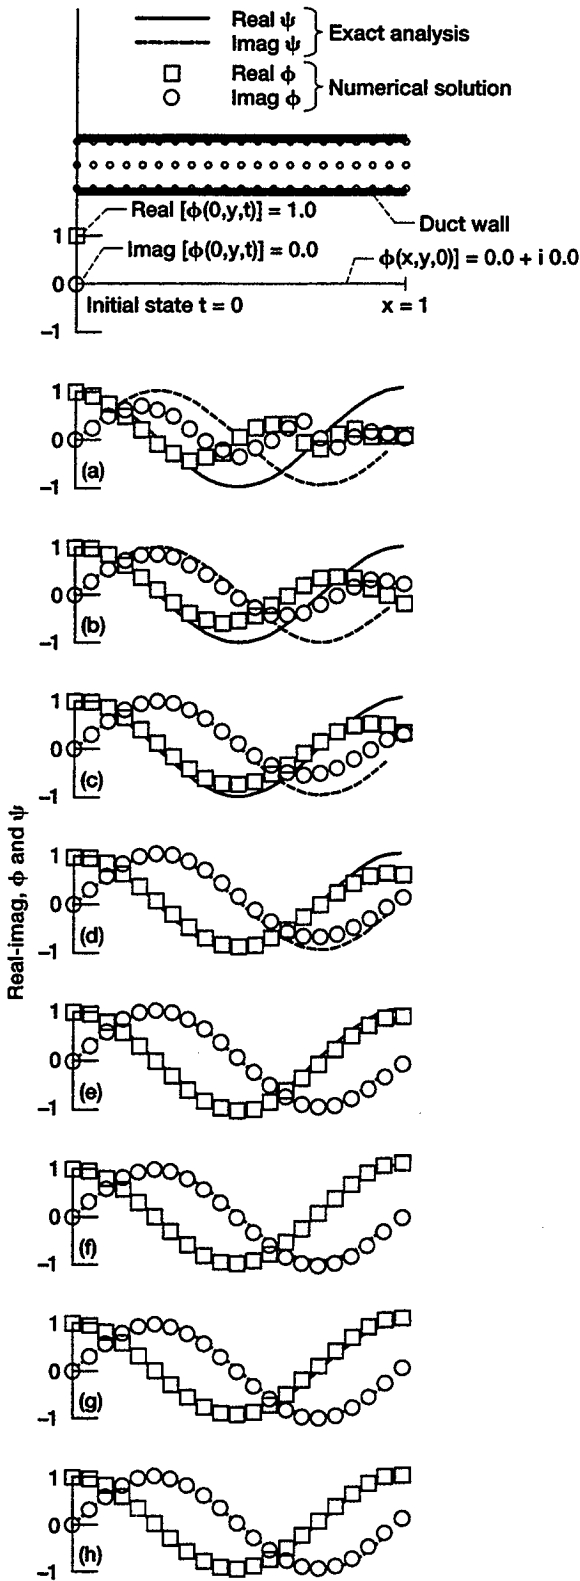 Real ψ
Imag ψ
Exact analysis
Real ϕ
Imag ϕ
Numerical solution
Real [ϕ(0,y,t)] = 1.0
Duct wall
1
Imag [ϕ(0,y,t)] = 0.0
ϕ(x,y,0)] = 0.0 + i 0.0
0
Initial state t = 0
x = 1
–1
Real-imag, ϕ and ψ
1
0
–1
(a)
1
0
–1
(b)
1
0
–1
(c)
1
0
–1
(d)
1
0
–1
(e)
1
0
–1
(f)
1
0
–1
(g)
1
0
–1
(h)